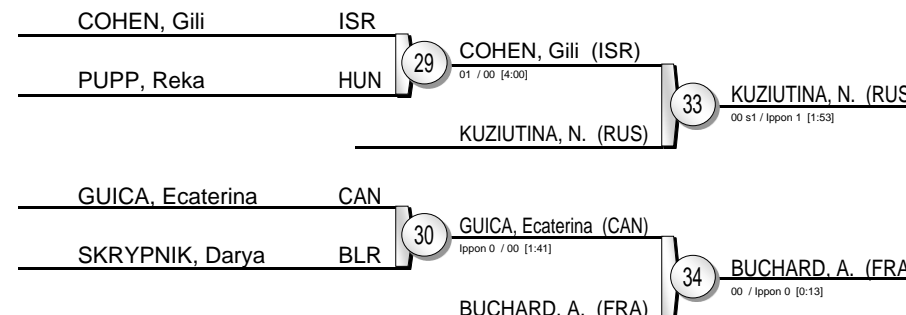 COHEN, Gili ISR
PUPP, Reka HUN
29
COHEN, Gili (ISR)
01 / 00 [4:00]
KUZIUTINA, N. (RUS)
33
KUZIUTINA, N. (RUS
00 s1 / Ippon 1 [1:53]
GUICA, Ecaterina CAN
SKRYPNIK, Darya BLR
30
GUICA, Ecaterina (CAN)
Ippon 0 / 00 [1:41]
BUCHARD, A. (FRA)
34
BUCHARD, A. (FRA
00 / Ippon 0 [0:13]